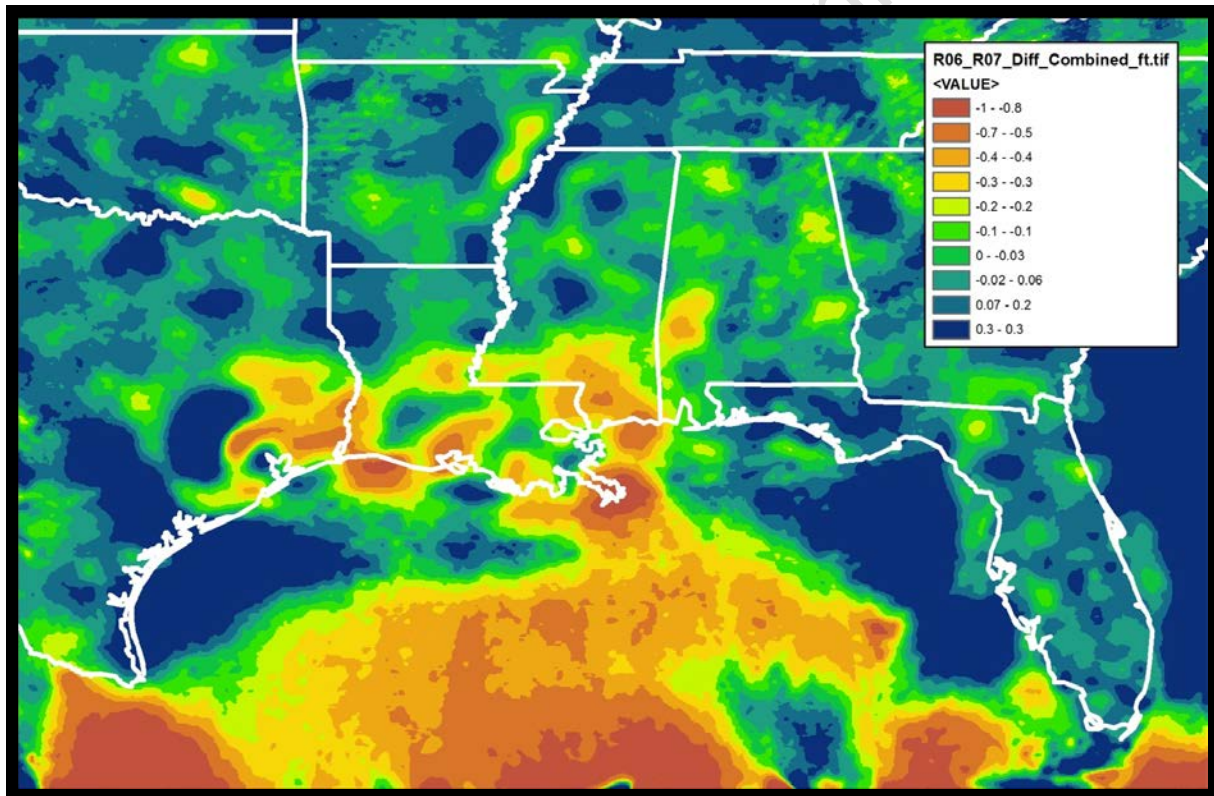 R06_R07_Diff_Combined_ft.tif
<VALUE>
-1 - -0.8
-0.7 - -0.5
-0.4 - -0.4
-0.3 - -0.3
-0.2 - -0.2
-0.1 - -0.1
0 - -0.03
-0.02 - 0.06
0.07 - 0.2
0.3 - 0.3